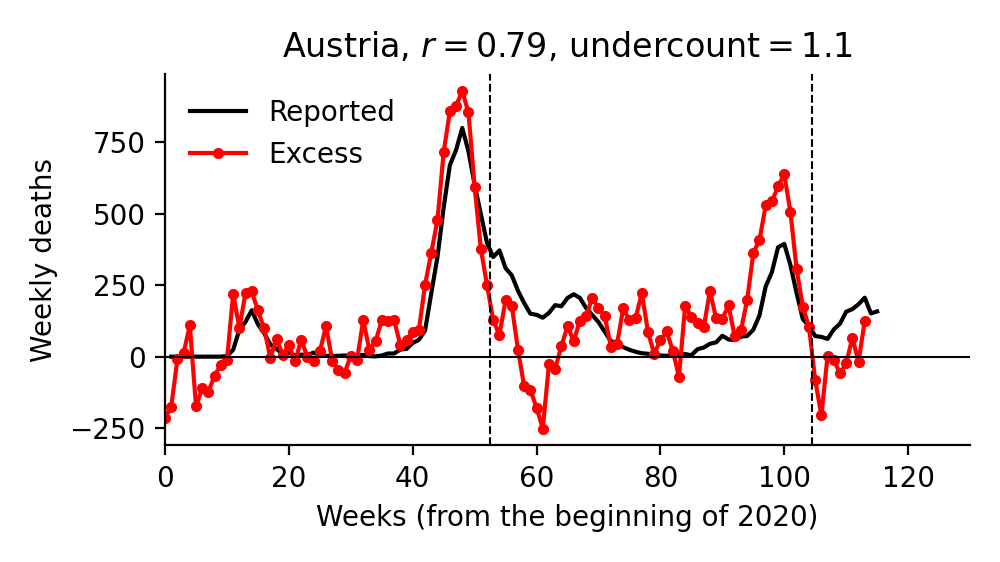 Austria, r = 0.79, undercount = 1.1
Reported
Excess
Weekly deaths
750
500
250
0
−250
0 20 40 60 80 100 120
Weeks (from the beginning of 2020)